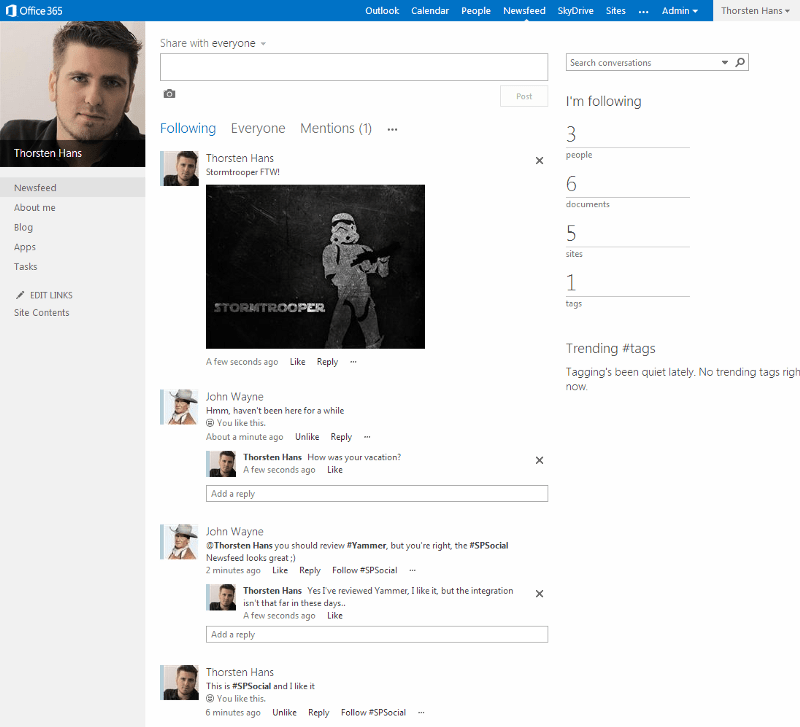 Office 365
Outlook Calendar People Newsfeed SkyDrive Sites ··· Admin Thorsten Hans
Thorsten Hans
Newsfeed
About me
Blog
Apps
Tasks
EDIT LINKS
Site Contents
Share with everyone
Post
Following Everyone Mentions (1) ···
Thorsten Hans
Stormtrooper FTW!
STORMTROOPER
A few seconds ago Like Reply ···
John Wayne
Hmm, haven't been here for a while
You like this.
About a minute ago Unlike Reply ···
Thorsten Hans How was your vacation?
A few seconds ago Like
Add a reply
John Wayne
@Thorsten Hans you should review #Yammer, but you're right, the #SPSocial
Newsfeed looks great ;)
2 minutes ago Like Reply Follow #SPSocial ···
Thorsten Hans Yes I've reviewed Yammer, I like it, but the integration
isn't that far in these days..
A few seconds ago Like
Add a reply
Thorsten Hans
This is #SPSocial and I like it
You like this.
6 minutes ago Unlike Reply Follow #SPSocial ···
Search conversations
I'm following
3
people
6
documents
5
sites
1
tags
Trending #tags
Tagging's been quiet lately. No trending tags righ
now.